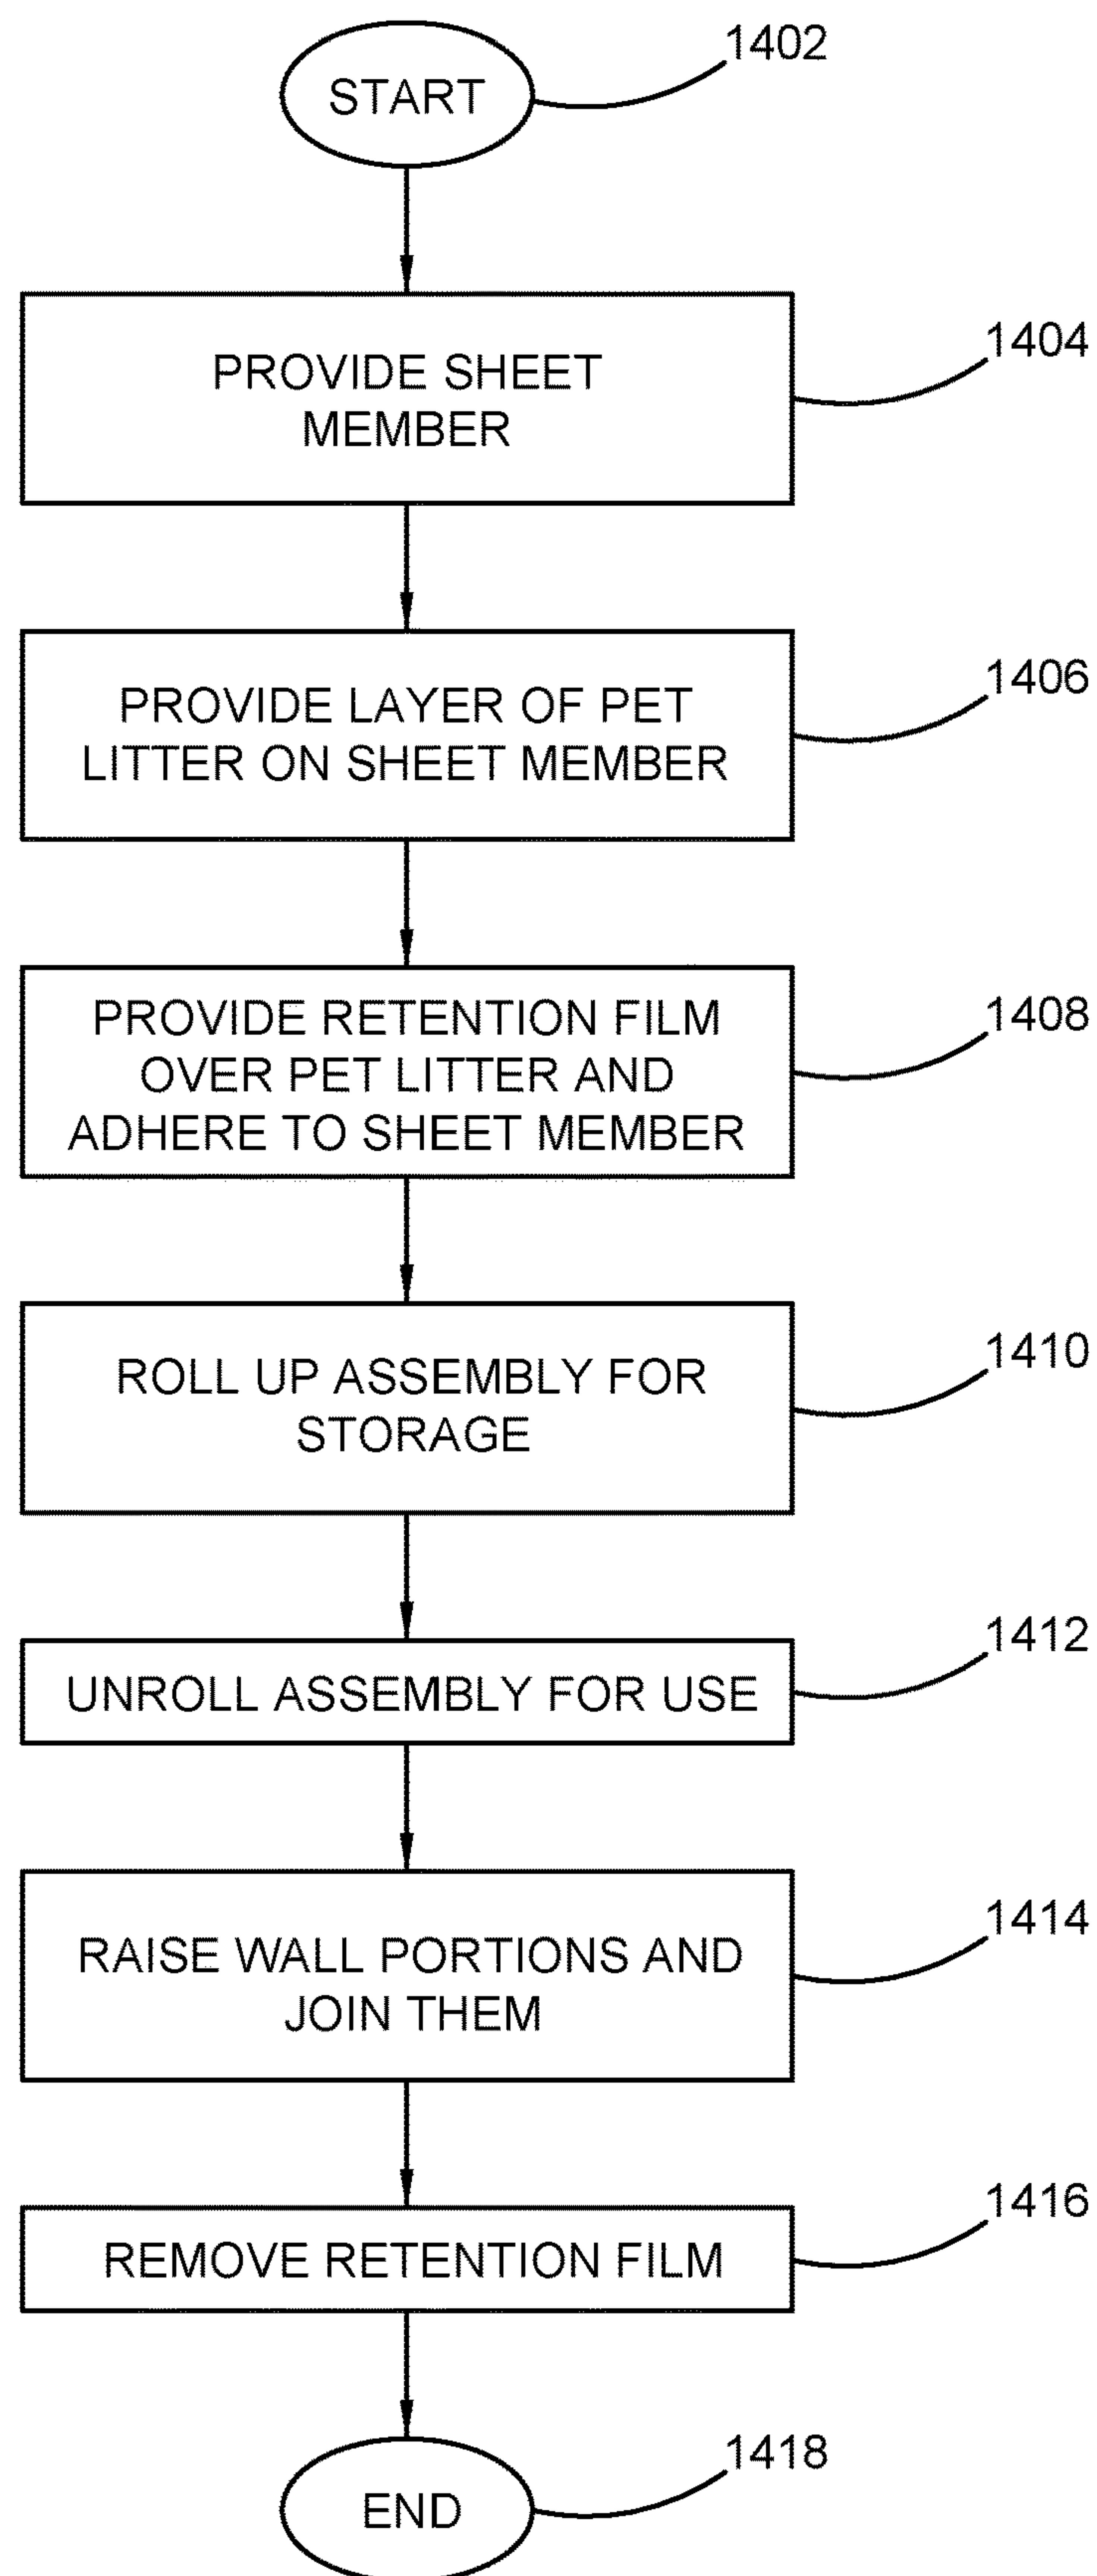 START
1402
PROVIDE SHEET
MEMBER
1404
PROVIDE LAYER OF PET
LITTER ON SHEET MEMBER
1406
PROVIDE RETENTION FILM
OVER PET LITTER AND
ADHERE TO SHEET MEMBER
1408
ROLL UP ASSEMBLY FOR
STORAGE
1410
UNROLL ASSEMBLY FOR USE
1412
RAISE WALL PORTIONS AND
JOIN THEM
1414
REMOVE RETENTION FILM
1416
END
1418